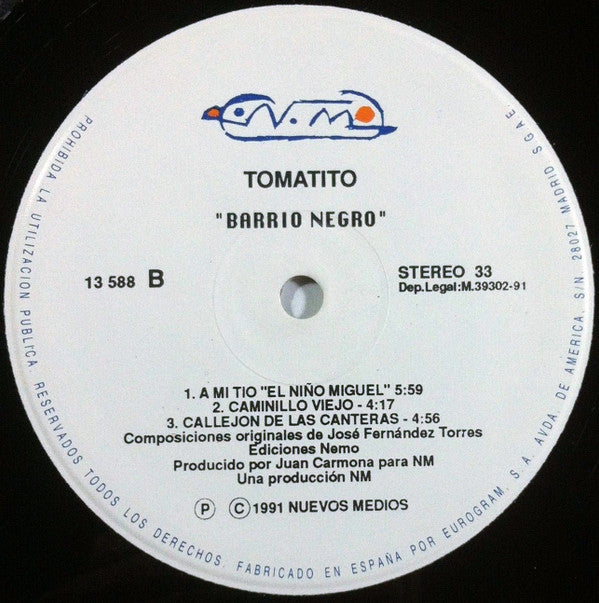 N.M
TOMATITO
"BARRIO NEGRO"
13 588 B
STEREO 33
Dep.Legal:M.39302-91
1. A MI TIO "EL NIÑO MIGUEL" 5:59
2. CAMINILLO VIEJO - 4:17
3. CALLEJON DE LAS CANTERAS - 4:56
Composiciones originales de José Fernández Torres
Ediciones Nemo
Producido por Juan Carmona para NM
Una producción NM
P C 1991 NUEVOS MEDIOS
PROHIBIDA LA UTILIZACION PUBLICA. RESERVADOS TODOS LOS DERECHOS. FABRICADO EN ESPAÑA POR EUROGRAM, S. A. AVDA. DE AMERICA, S/N 28027 MADRID S G A E.